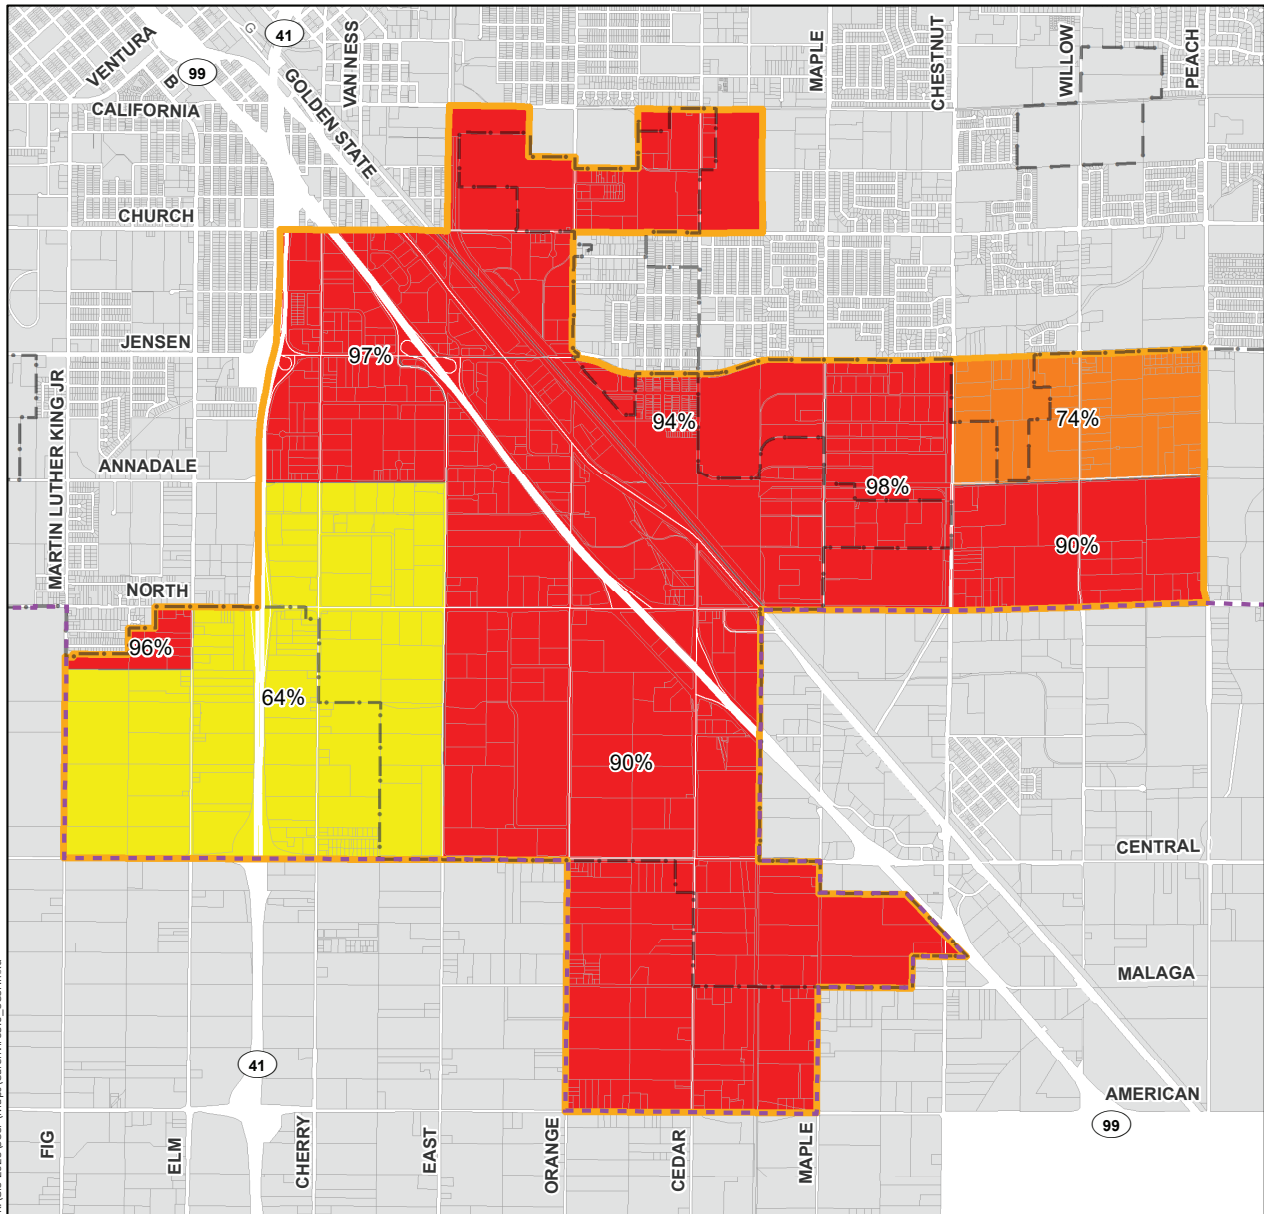 41
VENTURA
99
B
G
GOLDEN STATE
VAN NESS
MAPLE
CHESTNUT
WILLOW
PEACH
CALIFORNIA
CHURCH
JENSEN
97%
94%
74%
MARTIN LUTHER KING JR
ANNADALE
98%
90%
NORTH
96%
64%
90%
CENTRAL
MALAGA
41
AMERICAN
99
FIG
ELM
CHERRY
EAST
ORANGE
CEDAR
MAPLE